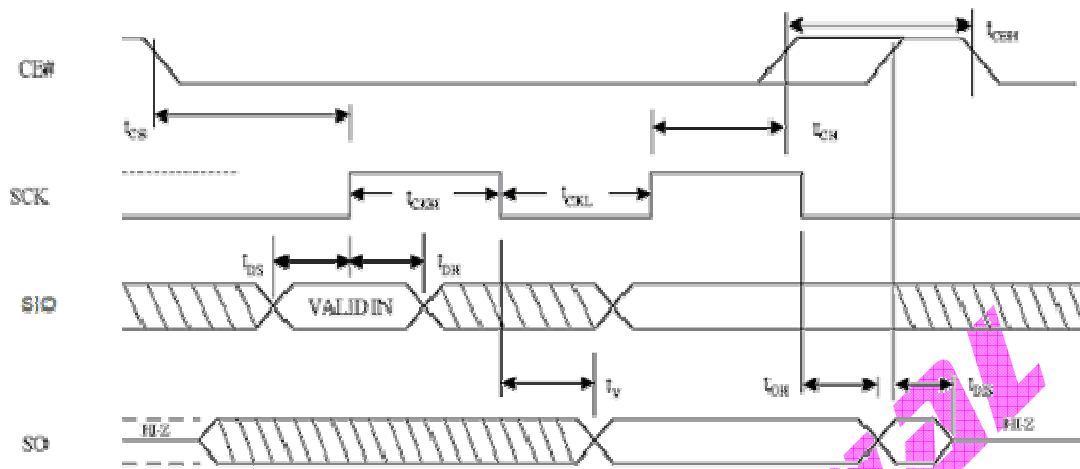 tCEH
CE#
tCS
tCH
SCK
tCKH
tCKL
tDS
tDH
SIO
VALID IN
tV
tOH
tDIS
HI-Z
HI-Z
SO